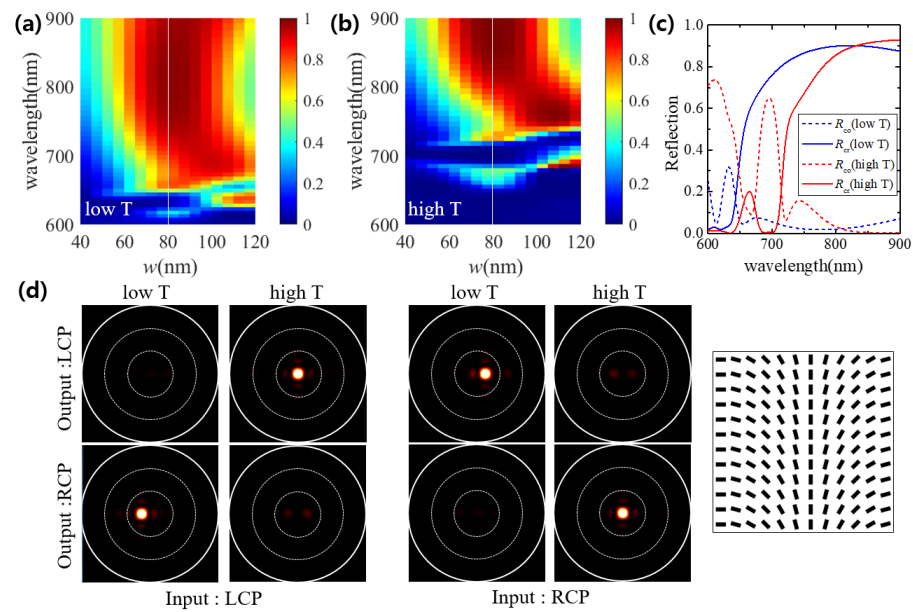 (a)
wavelength(nm)
900
800
700
600
low T
40
60
80
100
120
w(nm)
1
0.8
0.6
0.4
0.2
0
(b)
wavelength(nm)
900
800
700
600
high T
40
60
80
100
120
w(nm)
1
0.8
0.6
0.4
0.2
0
(c)
Reflection
1.0
0.8
0.6
0.4
0.2
0.0
R_co(low T)
R_cr(low T)
R_co(high T)
R_cr(high T)
600
700
800
900
wavelength(nm)
(d)
low T
high T
low T
high T
Output :LCP
Output :RCP
Input : LCP
Input : RCP